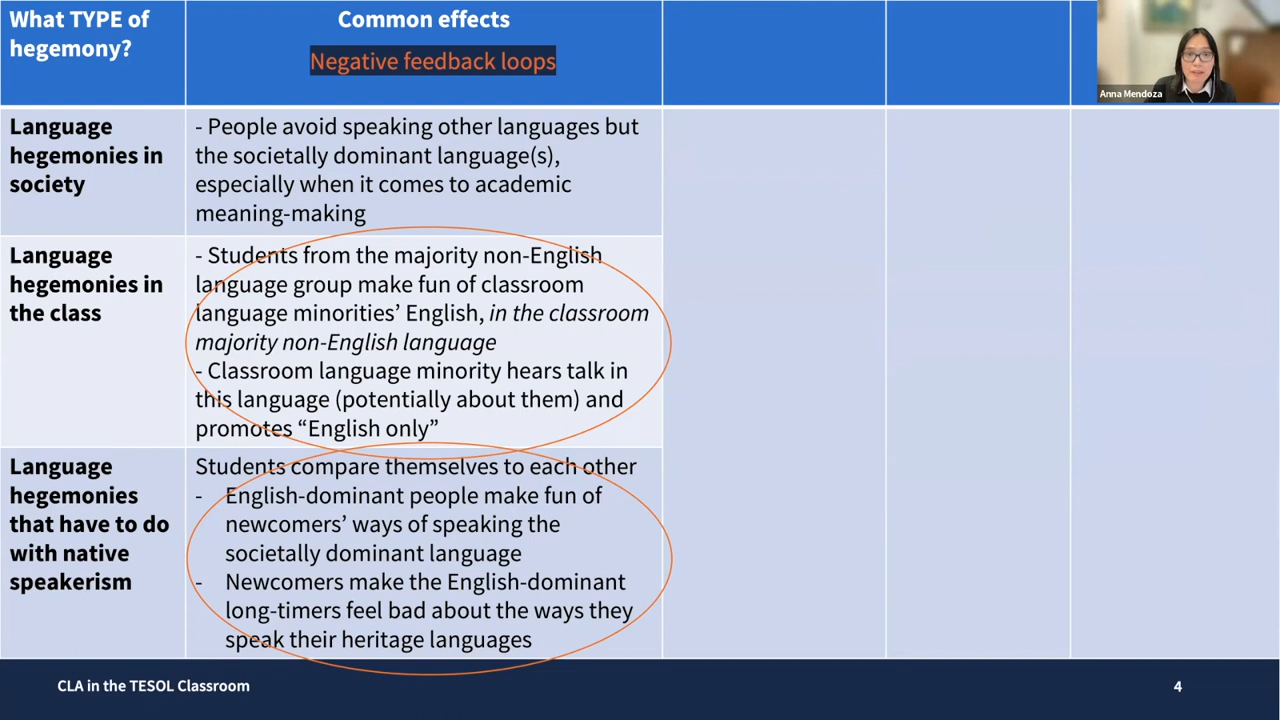 What TYPE of
hegemony?
Common effects
Negative feedback loops
Anna Mendoza
Language
hegemonies in
society
- People avoid speaking other languages but
the societally dominant language(s),
especially when it comes to academic
meaning-making
Language
hegemonies in
the class
- Students from the majority non-English
language group make fun of classroom
language minorities’ English, in the classroom
majority non-English language
- Classroom language minority hears talk in
this language (potentially about them) and
promotes “English only”
Language
hegemonies
that have to do
with native
speakerism
Students compare themselves to each other
- English-dominant people make fun of
newcomers’ ways of speaking the
societally dominant language
- Newcomers make the English-dominant
long-timers feel bad about the ways they
speak their heritage languages
CLA in the TESOL Classroom
4